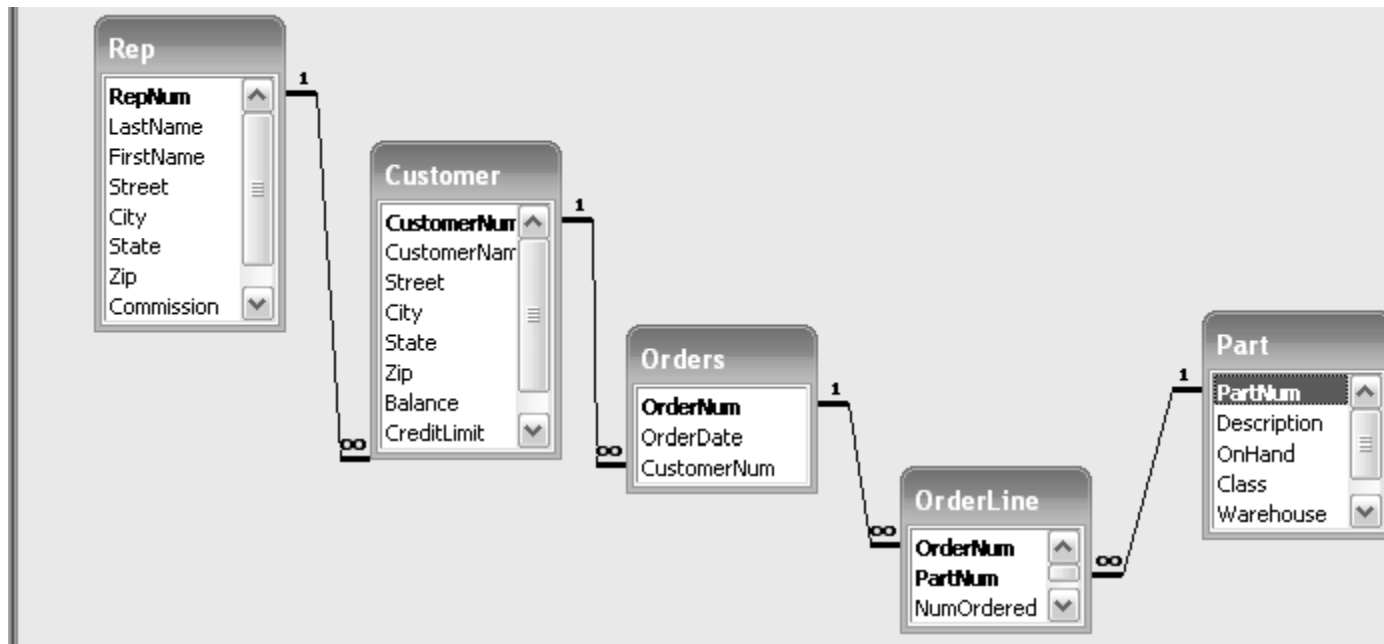 Rep
RepNum
LastName
FirstName
Street
City
State
Zip
Commission
1
∞
Customer
CustomerNum
CustomerNam
Street
City
State
Zip
Balance
CreditLimit
1
∞
Orders
OrderNum
OrderDate
CustomerNum
1
∞
OrderLine
OrderNum
PartNum
NumOrdered
∞
1
Part
PartNum
Description
OnHand
Class
Warehouse